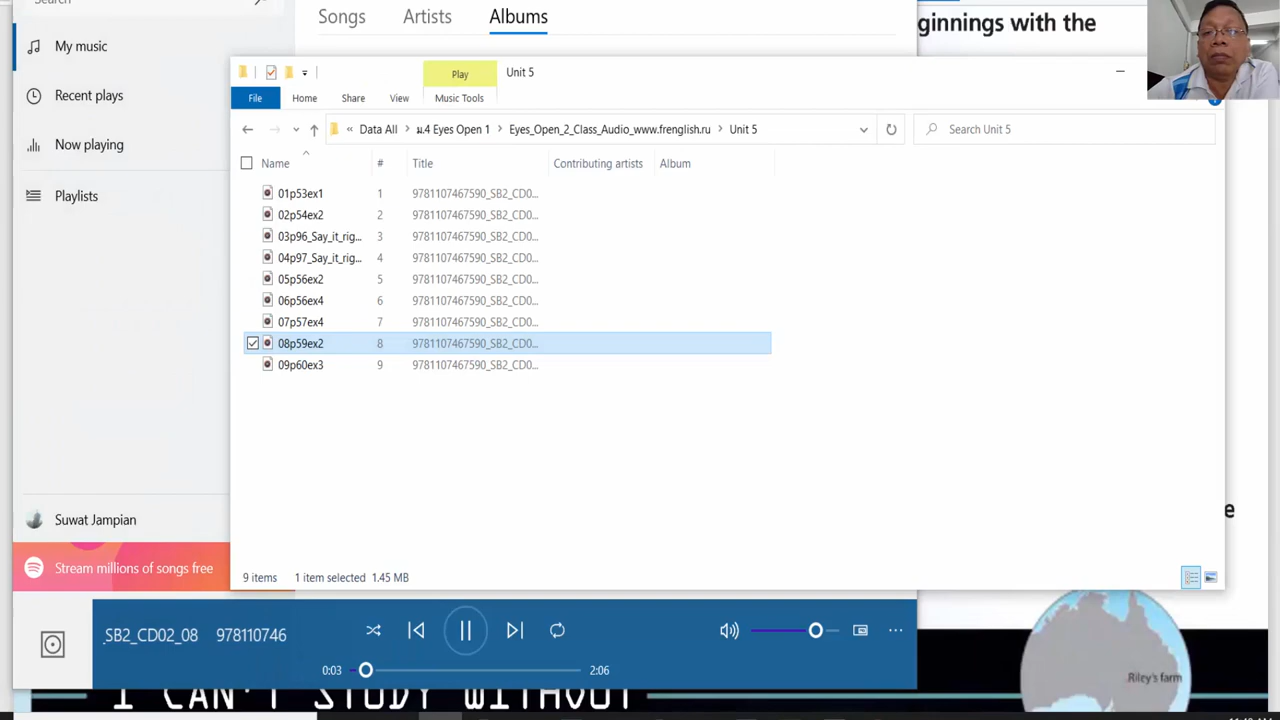 Search
Songs Artists Albums
ginnings with the
My music
Recent plays
Now playing
Playlists
Play
Unit 5
File Home Share View Music Tools
« Data All > ม.4 Eyes Open 1 > Eyes_Open_2_Class_Audio_www.frenglish.ru > Unit 5
Search Unit 5
Name # Title Contributing artists Album
01p53ex1 1 9781107467590_SB2_CD0...
02p54ex2 2 9781107467590_SB2_CD0...
03p96_Say_it_rig... 3 9781107467590_SB2_CD0...
04p97_Say_it_rig... 4 9781107467590_SB2_CD0...
05p56ex2 5 9781107467590_SB2_CD0...
06p56ex4 6 9781107467590_SB2_CD0...
07p57ex4 7 9781107467590_SB2_CD0...
08p59ex2 8 9781107467590_SB2_CD0...
09p60ex3 9 9781107467590_SB2_CD0...
Suwat Jampian
e
Stream millions of songs free
9 items 1 item selected 1.45 MB
_SB2_CD02_08 978110746
0:03 2:06
Riley's farm
I CAN'T STUDY WITHOUT